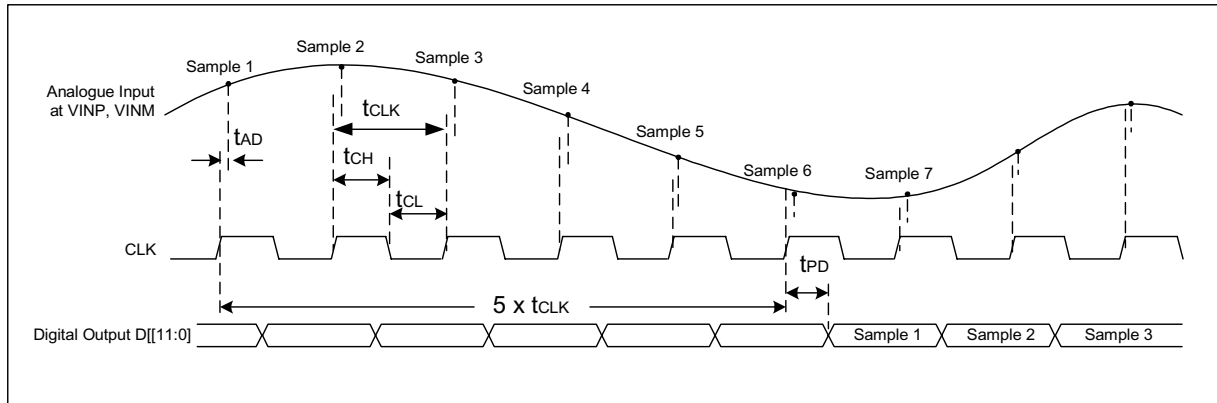 Sample 1
Sample 2
Sample 3
Sample 4
Sample 5
Sample 6
Sample 7
Analogue Input
at VINP, VINM
tAD
tCLK
tCH
tCL
CLK
tPD
5 x tCLK
Digital Output D[[11:0]
Sample 1
Sample 2
Sample 3